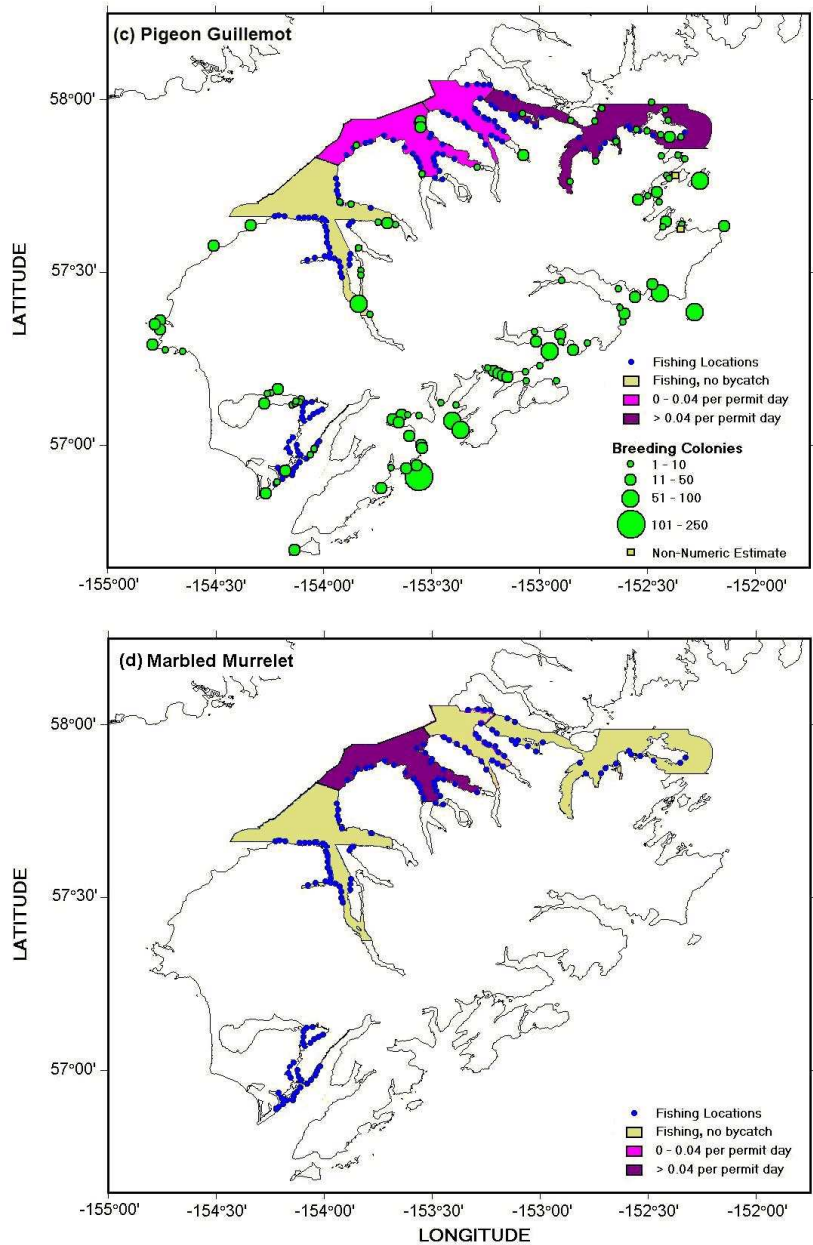 (c) Pigeon Guillemot
58°00'
57°30'
57°00'
LATITUDE
Fishing Locations
Fishing, no bycatch
0 - 0.04 per permit day
> 0.04 per permit day
Breeding Colonies
1 - 10
11 - 50
51 - 100
101 - 250
Non-Numeric Estimate
-155°00' -154°30' -154°00' -153°30' -153°00' -152°30' -152°00'
(d) Marbled Murrelet
58°00'
57°30'
57°00'
LATITUDE
Fishing Locations
Fishing, no bycatch
0 - 0.04 per permit day
> 0.04 per permit day
-155°00' -154°30' -154°00' -153°30' -153°00' -152°30' -152°00'
LONGITUDE